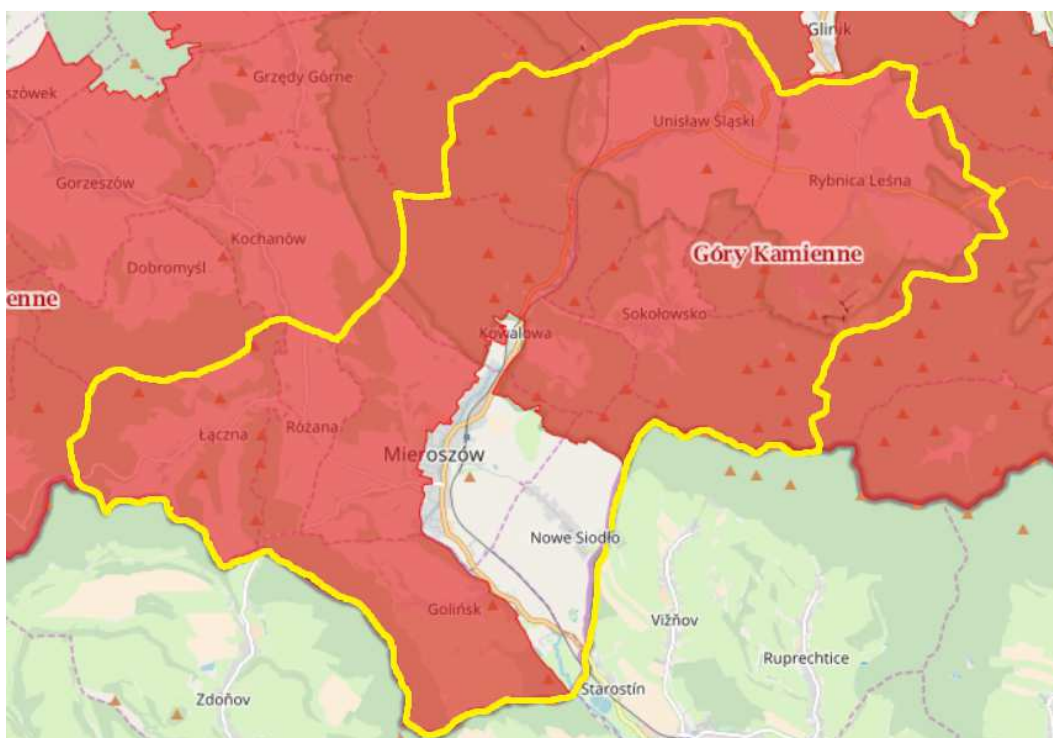 Glinik
Grzędy Górne
szówek
Unisław Śląski
Gorzeszów
Rybnica Leśna
Kochanów
Góry Kamienne
Dobromyśl
enne
Sokołowsko
Kowalowa
Łączna
Różana
Mieroszów
Nowe Siodło
Golińsk
Vižňov
Ruprechtice
Zdoňov
Starostín